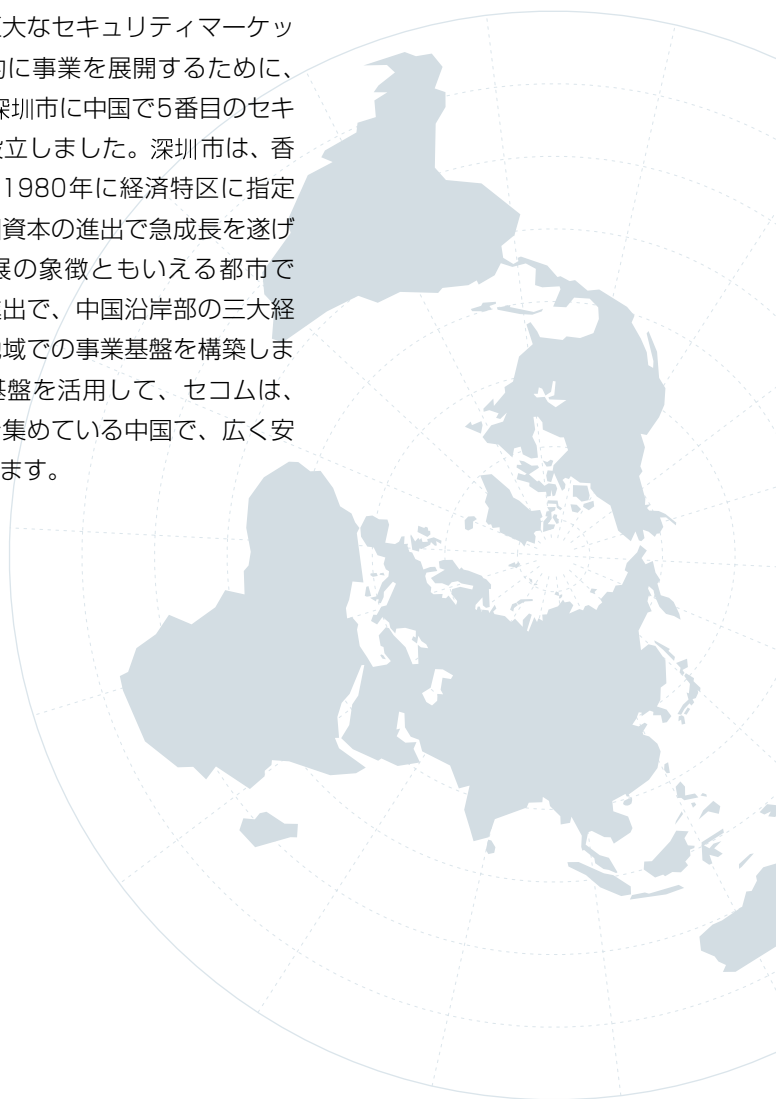 大なセキュリティマーケッ
的に事業を展開するために、
深圳市に中国で5番目のセキ
立しました。深圳市は、香
1980年に経済特区に指定
資本の進出で急成長を遂げ
展の象徴ともいえる都市で
出で、中国沿岸部の三大経
域での事業基盤を構築しま
基盤を活用して、セコムは、
集めている中国で、広く安
ます。